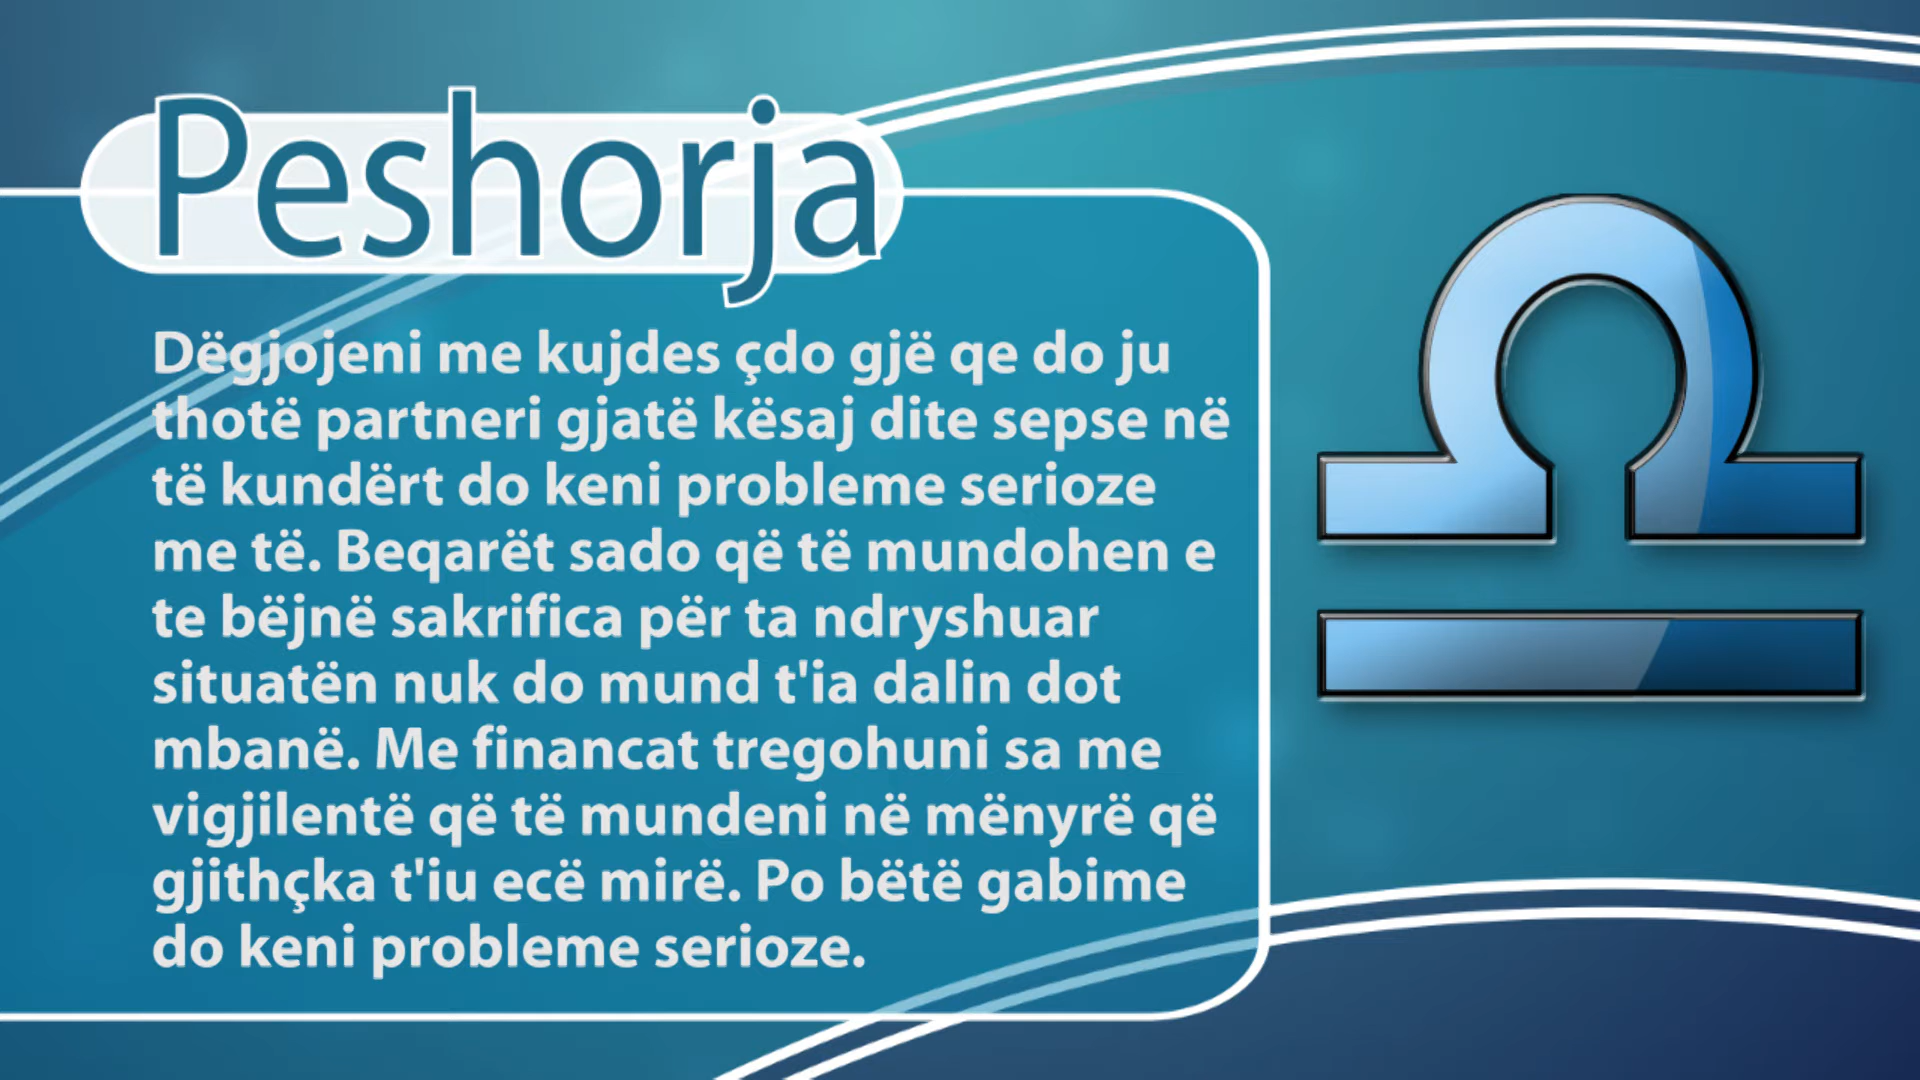 Peshorja
Dëgjojeni me kujdes çdo gjë qe do ju
thotë partneri gjatë kësaj dite sepse në
të kundërt do keni probleme serioze
me të. Beqarët sado që të mundohen e
te bëjnë sakrifica për ta ndryshuar
situatën nuk do mund t'ia dalin dot
mbanë. Me financat tregohuni sa me
vigjilentë që të mundeni në mënyrë që
gjithçka t'iu ecë mirë. Po bëtë gabime
do keni probleme serioze.